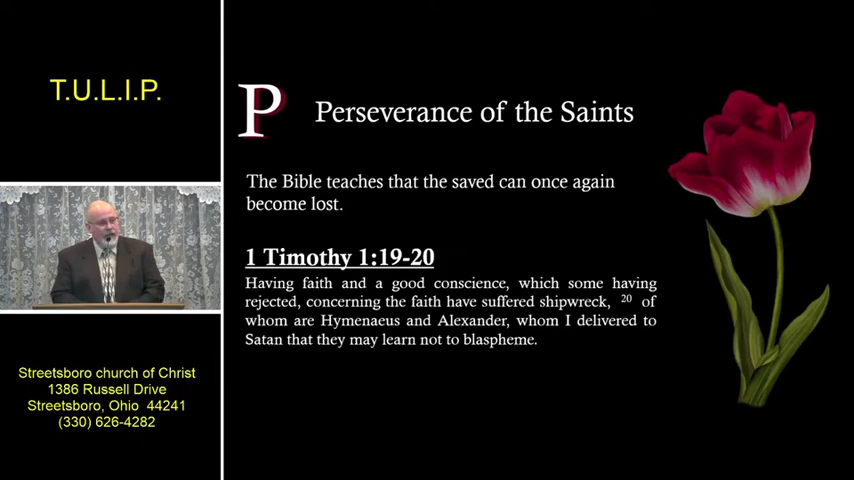 T.U.L.I.P.
P Perseverance of the Saints
The Bible teaches that the saved can once again
become lost.
1 Timothy 1:19-20
Having faith and a good conscience, which some having
rejected, concerning the faith have suffered shipwreck, 20 of
whom are Hymenaeus and Alexander, whom I delivered to
Satan that they may learn not to blaspheme.
Streetsboro church of Christ
1386 Russell Drive
Streetsboro, Ohio 44241
(330) 626-4282